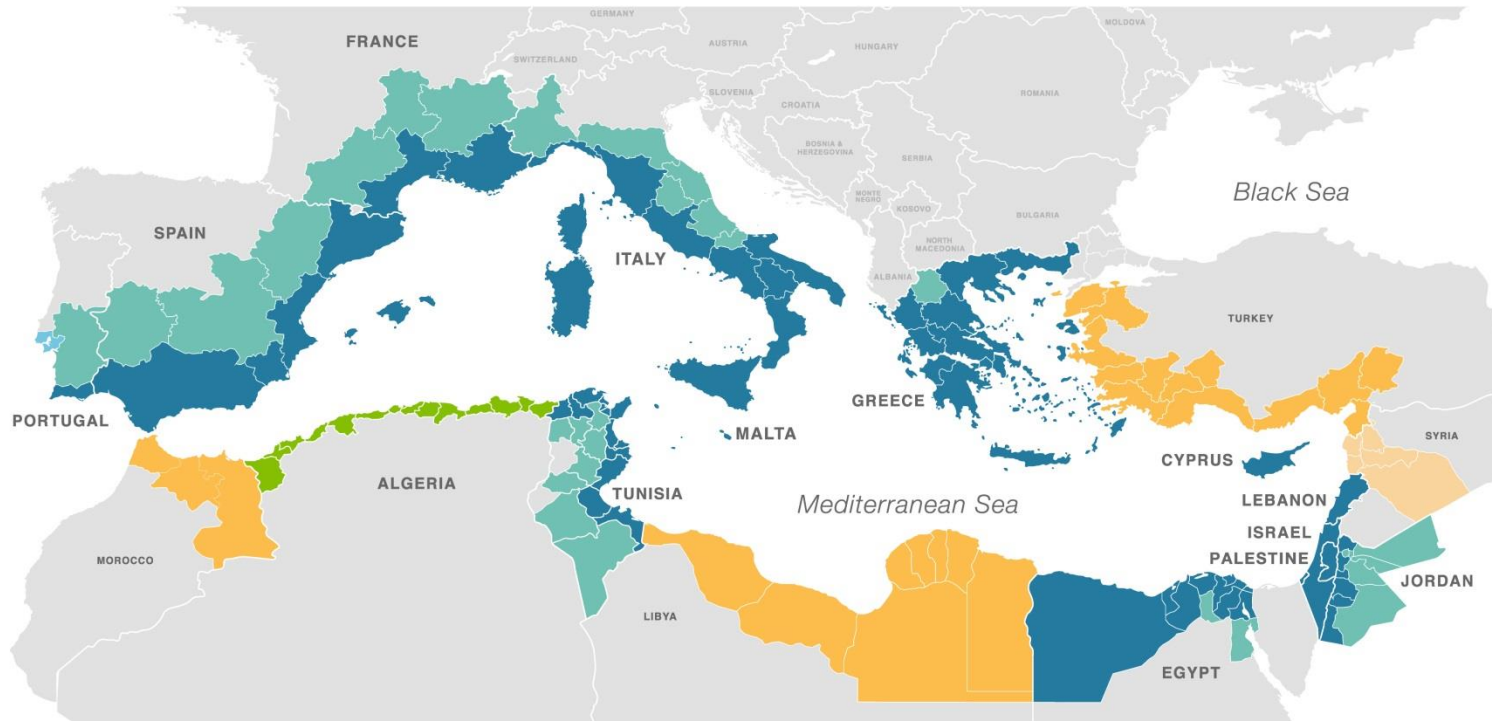 GERMANY
MOLDOVA
FRANCE
AUSTRIA
HUNGARY
SWITZERLAND
SLOVENIA
CROATIA
ROMANIA
BOSNIA &
HERZEGOVINA
SERBIA
Black Sea
MONTE
NEGRO
KOSOVO
BULGARIA
SPAIN
ITALY
NORTH
MACEDONIA
ALBANIA
TURKEY
GREECE
PORTUGAL
MALTA
SYRIA
CYPRUS
ALGERIA
TUNISIA
LEBANON
Mediterranean Sea
ISRAEL
PALESTINE
MOROCCO
JORDAN
LIBYA
EGYPT